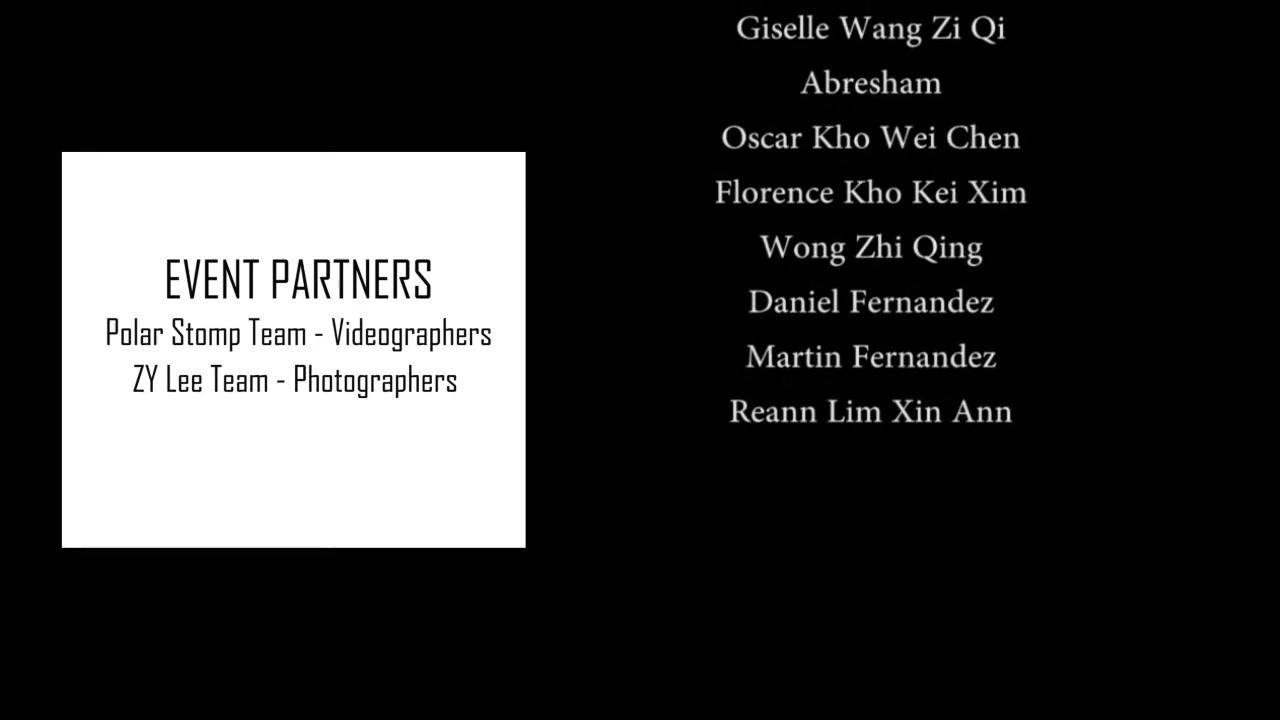 EVENT PARTNERS
Polar Stomp Team - Videographers
ZY Lee Team - Photographers
Giselle Wang Zi Qi
Abresham
Oscar Kho Wei Chen
Florence Kho Kei Xim
Wong Zhi Qing
Daniel Fernandez
Martin Fernandez
Reann Lim Xin Ann